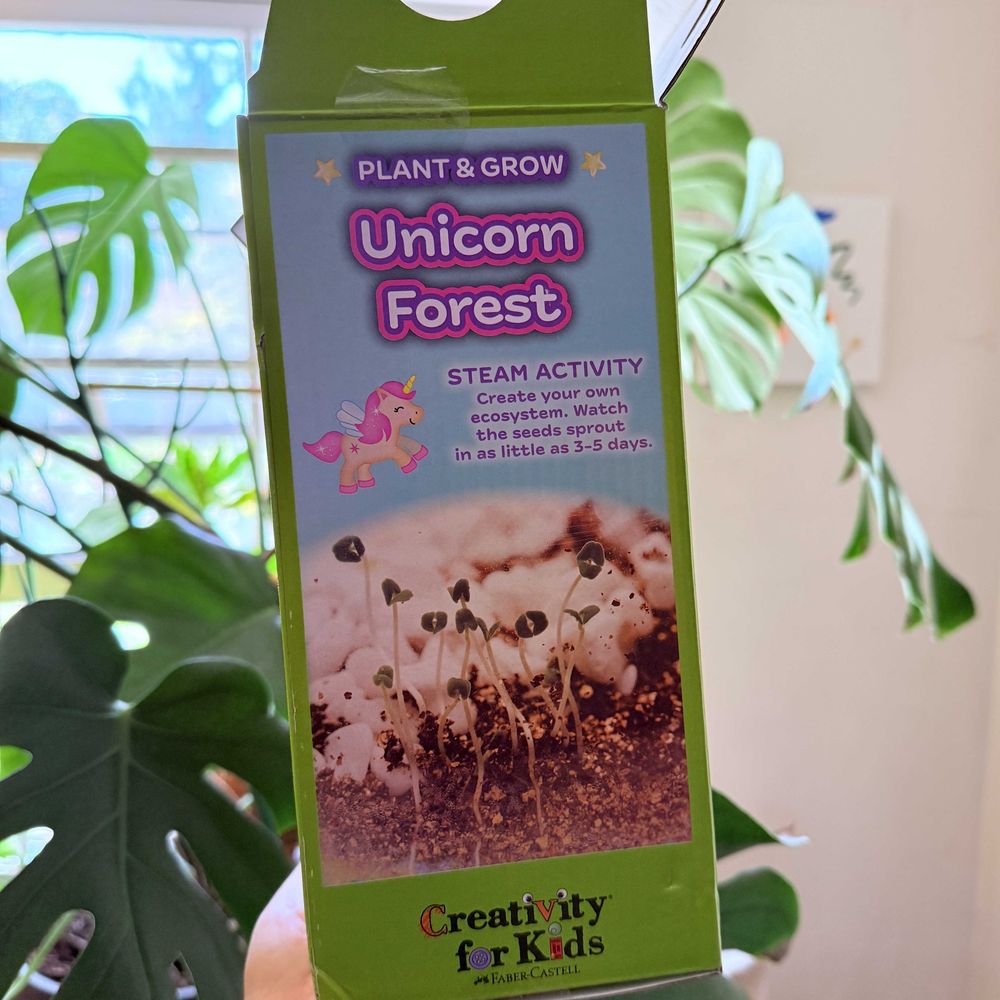 PLANT & GROW
Unicorn
Forest
STEAM ACTIVITY
Create your own
ecosystem. Watch
the seeds sprout
in as little as 3-5 days.
Creativity
for Kids
FABER-CASTELL